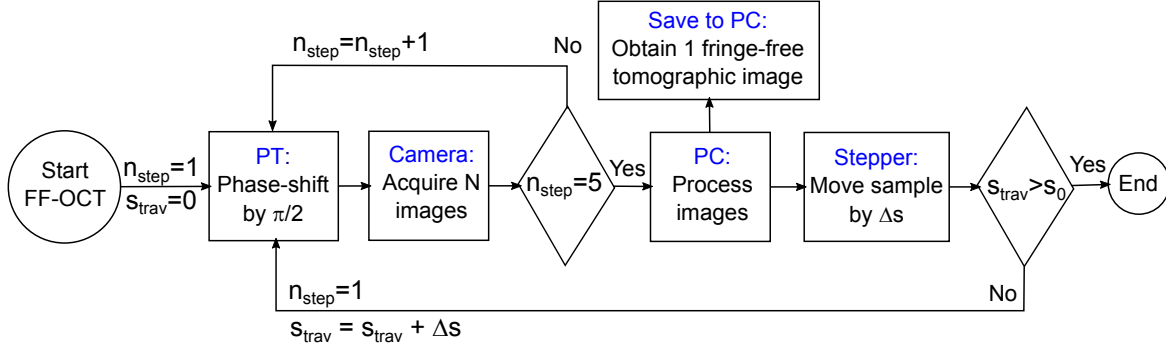 Start
FF-OCT
n_step=1
s_trav=0
PT:
Phase-shift
by π/2
n_step=n_step+1
No
Camera:
Acquire N
images
n_step=5
Yes
Save to PC:
Obtain 1 fringe-free
tomographic image
PC:
Process
images
Stepper:
Move sample
by Δs
s_trav>s_0
Yes
End
No
n_step=1
s_trav = s_trav + Δs